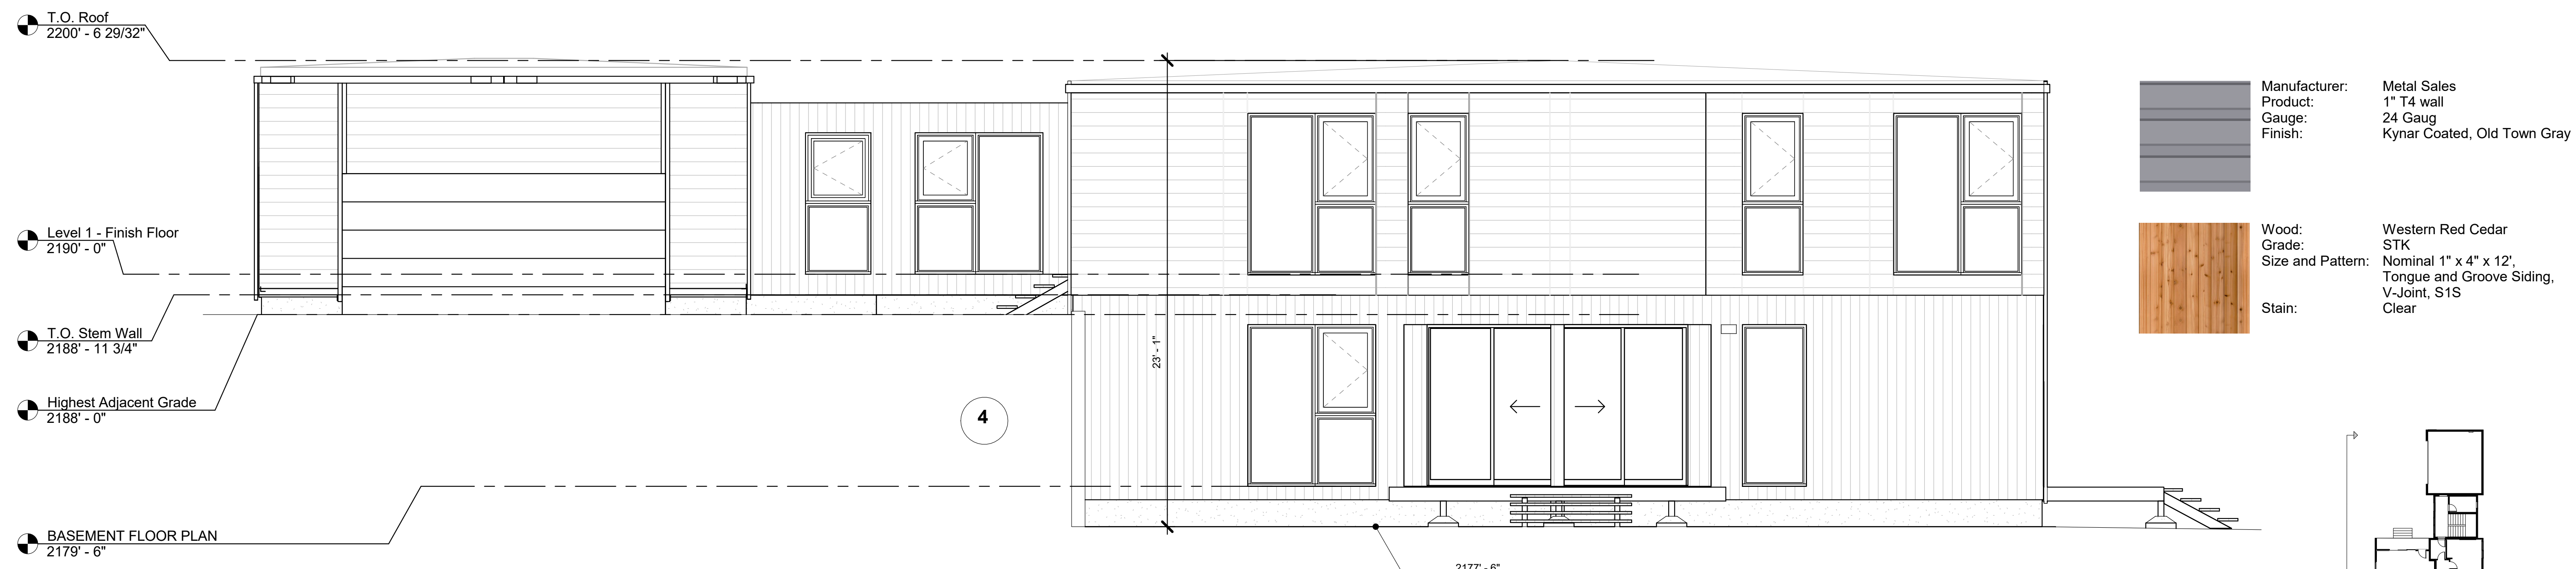 T.O. Roof
2200' - 6 29/32"
Level 1 - Finish Floor
2190' - 0"
T.O. Stem Wall
2188' - 11 3/4"
Highest Adjacent Grade
2188' - 0"
BASEMENT FLOOR PLAN
2179' - 6"
4
23' - 1"
2177' - 6"
Manufacturer: Metal Sales
Product: 1" T4 wall
Gauge: 24 Gaug
Finish: Kynar Coated, Old Town Gray
Wood: Western Red Cedar
Grade: STK
Size and Pattern: Nominal 1" x 4" x 12',
Tongue and Groove Siding,
V-Joint, S1S
Stain: Clear